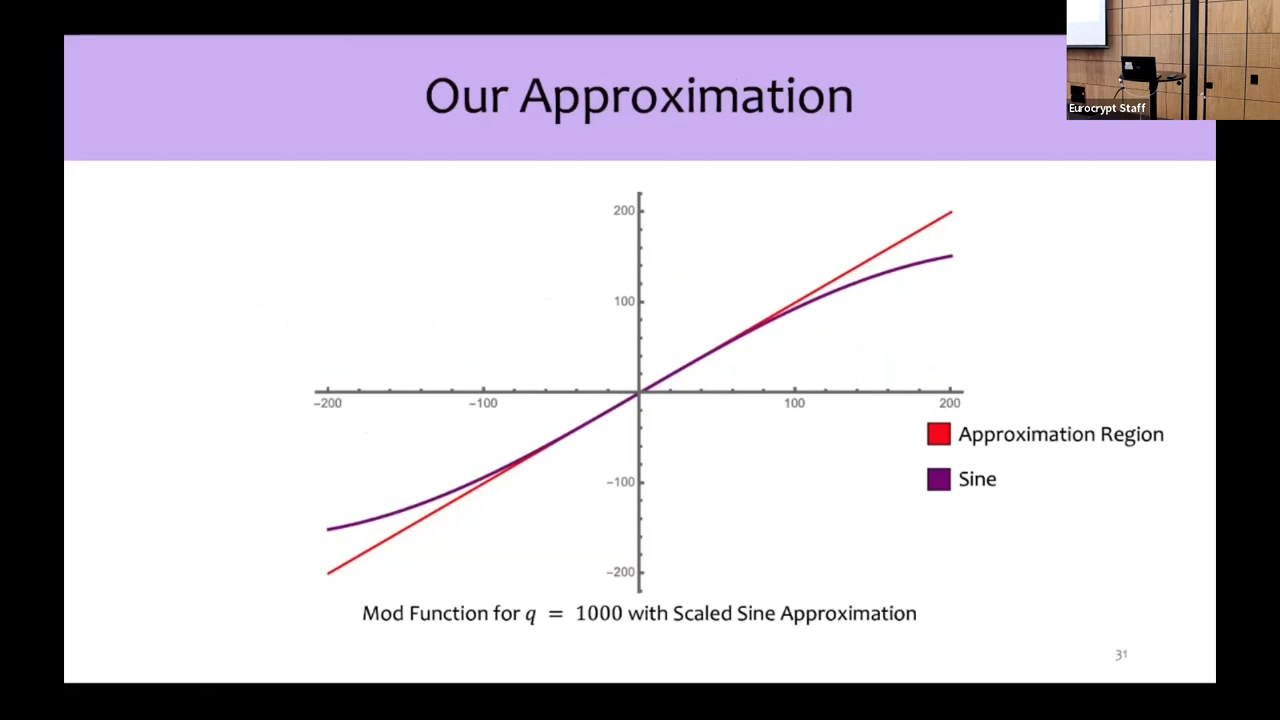 Our Approximation
Eurocrypt Staff
200
100
−200
−100
100
200
−100
−200
Approximation Region
Sine
Mod Function for q = 1000 with Scaled Sine Approximation
31